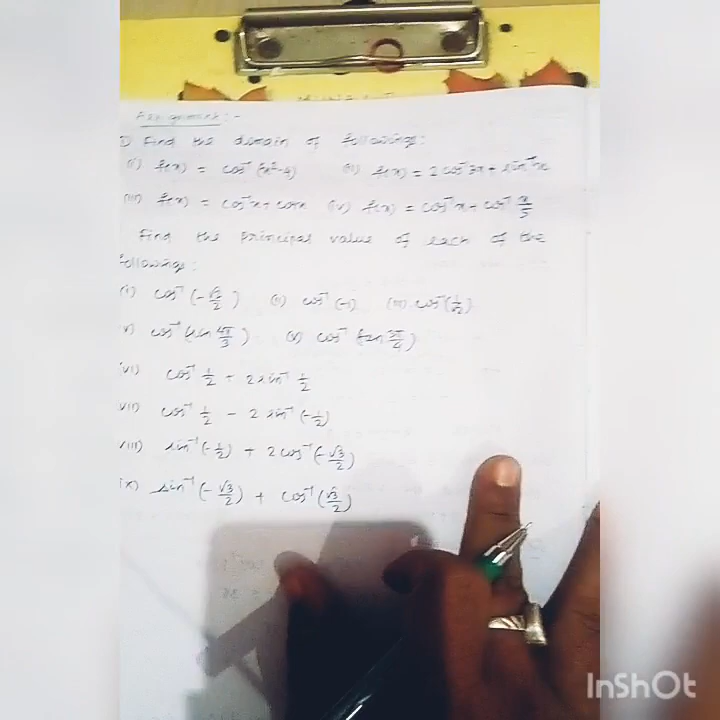 Assignment :-
1) Find the domain of followings:
(i) f(x) = cos⁻¹(x²-4) (ii) f(x) = 2cos⁻¹3x + sin⁻¹x
(iii) f(x) = cos⁻¹x + cosx (iv) f(x) = cos⁻¹x + cos⁻¹ x/5
Find the principal value of each of the
followings:
(i) cos⁻¹(-√3/2) (ii) cos⁻¹(-1) (iii) cos⁻¹(1/√2)
v) cos⁻¹(sin 4π/3) (v) cos⁻¹(tan 3π/4)
(vi) cos⁻¹ 1/2 + 2 sin⁻¹ 1/2
vii) cos⁻¹ 1/2 - 2 sin⁻¹(-1/2)
viii) sin⁻¹(-1/2) + 2cos⁻¹(-√3/2)
ix) sin⁻¹(-√3/2) + cos⁻¹(√3/2)
InShOt